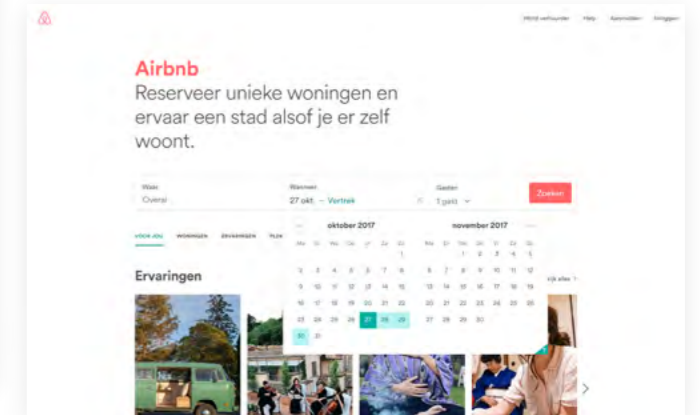 Word verhuurder Help Aanmelden Inloggen
Airbnb
Reserveer unieke woningen en
ervaar een stad alsof je er zelf
woont.
Waar Wanneer Gasten
Overal 27 okt. → Vertrek 1 gast Zoeken
VOOR JOU WONINGEN ERVARINGEN
oktober 2017 november 2017
Ma Di Wo Do Vr Za Zo Ma Di Wo Do Vr Za Zo
1 1 2 3 4 5
Ervaringen
2 3 4 5 6 7 8 6 7 8 9 10 11 12
9 10 11 12 13 14 15 13 14 15 16 17 18 19
16 17 18 19 20 21 22 20 21 22 23 24 25 26
23 24 25 26 27 28 29 27 28 29 30
30 31